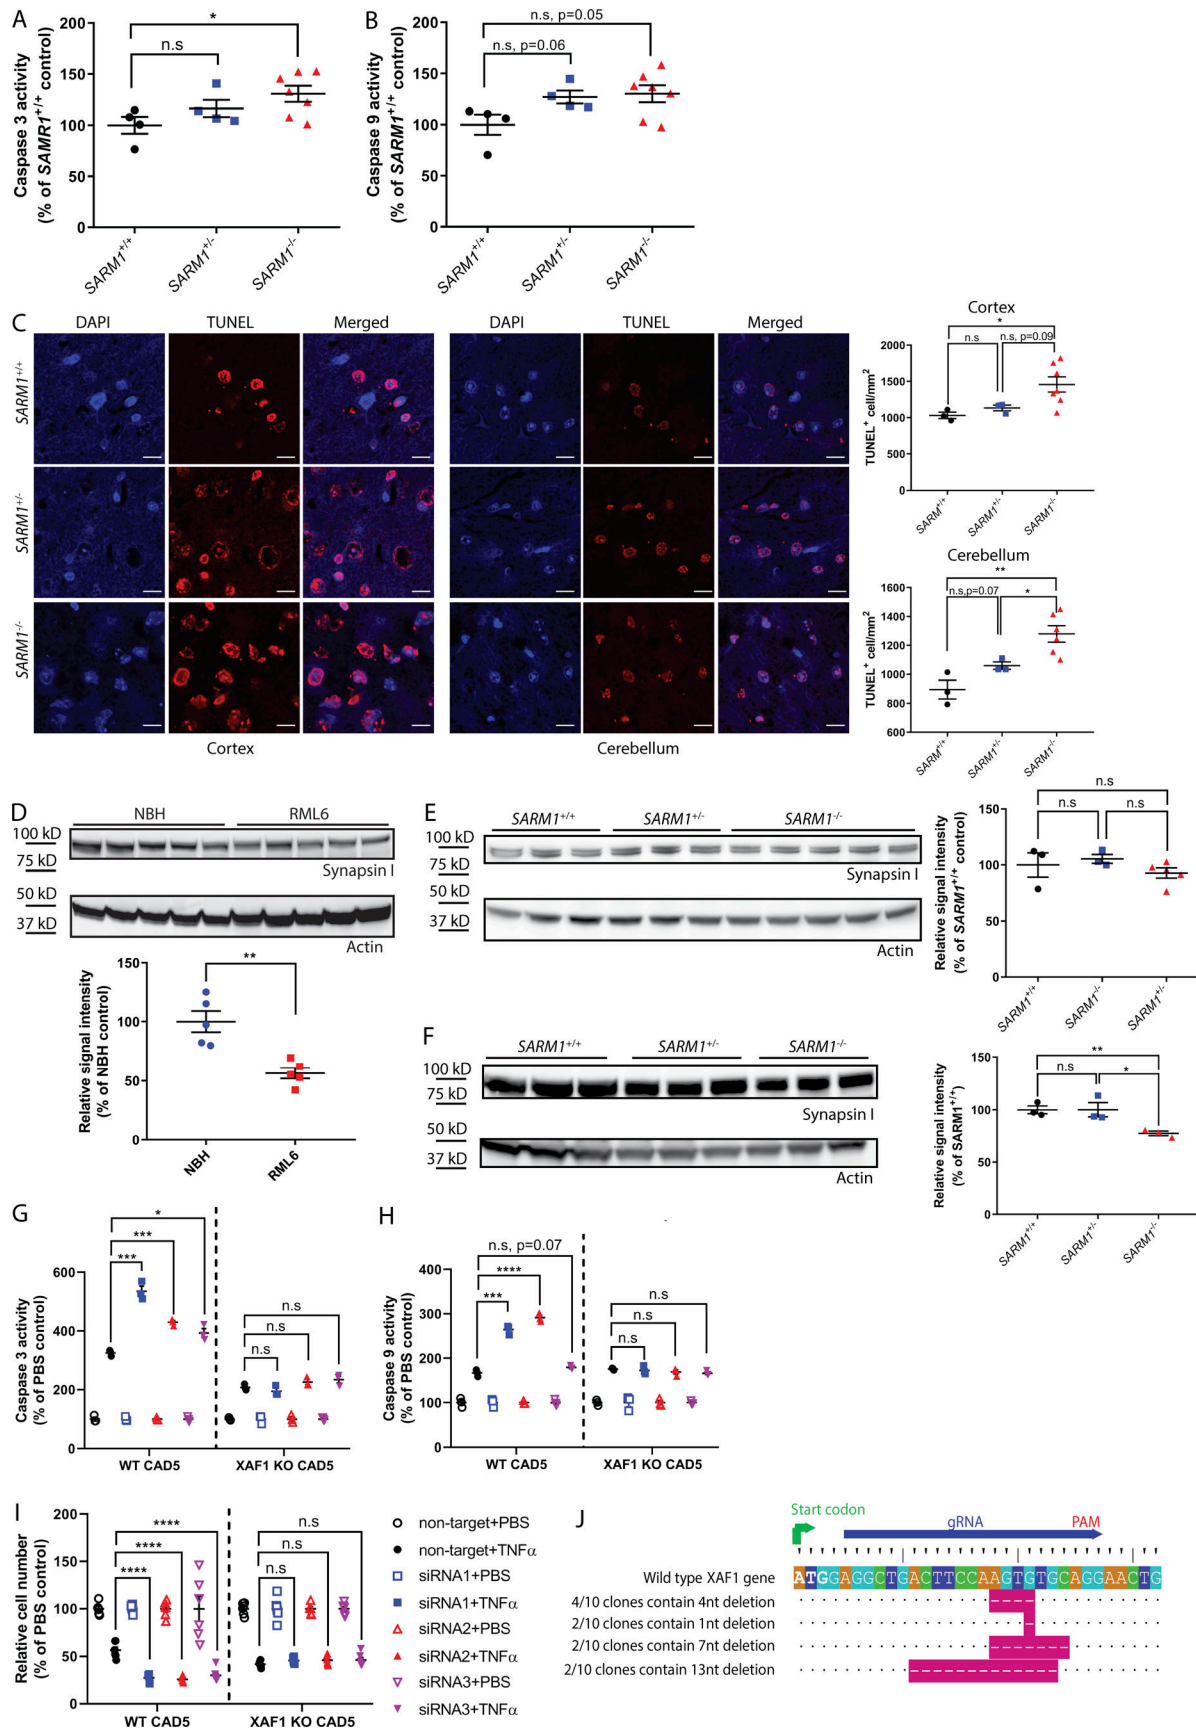 A
200
150
100
50
0
Caspase 3 activity
(% of SAMR1+/+ control)
n.s
*
SARM1+/+
SARM1+/-
SARM1-/-
B
200
150
100
50
0
Caspase 9 activity
(% of SARM1+/+ control)
n.s, p=0.05
n.s, p=0.06
SARM1+/+
SARM1+/-
SARM1-/-
C
DAPI TUNEL Merged DAPI TUNEL Merged
SARM1+/+
SARM1+/-
SARM1-/-
Cortex
Cerebellum
Cortex
*
n.s
n.s, p=0.09
2000
1500
1000
500
0
TUNEL+ cell/mm2
SARM+/+
SARM1+/-
SARM1-/-
Cerebellum
**
n.s,p=0.07
*
1600
1400
1200
1000
800
600
TUNEL+ cell/mm2
SARM+/+
SARM1+/-
SARM1-/-
D
NBH RML6
100 kD
75 kD
Synapsin I
50 kD
37 kD
Actin
150
100
50
0
**
Relative signal intensity
(% of NBH control)
NBH
RML6
E
SARM1+/+ SARM1+/- SARM1-/-
100 kD
75 kD
Synapsin I
50 kD
37 kD
Actin
n.s
n.s
n.s
150
100
50
0
Relative signal intensity
(% of SARM1+/+ control)
SARM1+/+
SARM1-/-
SARM1+/-
F
SARM1+/+ SARM1+/- SARM1-/-
100 kD
75 kD
Synapsin I
50 kD
37 kD
Actin
**
n.s
*
150
100
50
0
Relative signal intensity
(% of SARM1+/+)
SARM1+/+
SARM1+/-
SARM1-/-
G
600
400
200
0
Caspase 3 activity
(% of PBS control)
*
***
***
n.s
n.s
n.s
WT CAD5
XAF1 KO CAD5
H
400
300
200
100
0
Caspase 9 activity
(% of PBS control)
n.s, p=0.07
****
***
n.s
n.s
n.s
WT CAD5
XAF1 KO CAD5
I
200
150
100
50
0
Relative cell number
(% of PBS control)
****
****
****
n.s
n.s
n.s
WT CAD5
XAF1 KO CAD5
non-target+PBS
non-target+TNFα
siRNA1+PBS
siRNA1+TNFα
siRNA2+PBS
siRNA2+TNFα
siRNA3+PBS
siRNA3+TNFα
J
Start codon
gRNA
PAM
Wild type XAF1 gene ATGGAGGCTGACTTCCAAGTGTGCAGGAACTG
4/10 clones contain 4nt deletion
2/10 clones contain 1nt deletion
2/10 clones contain 7nt deletion
2/10 clones contain 13nt deletion